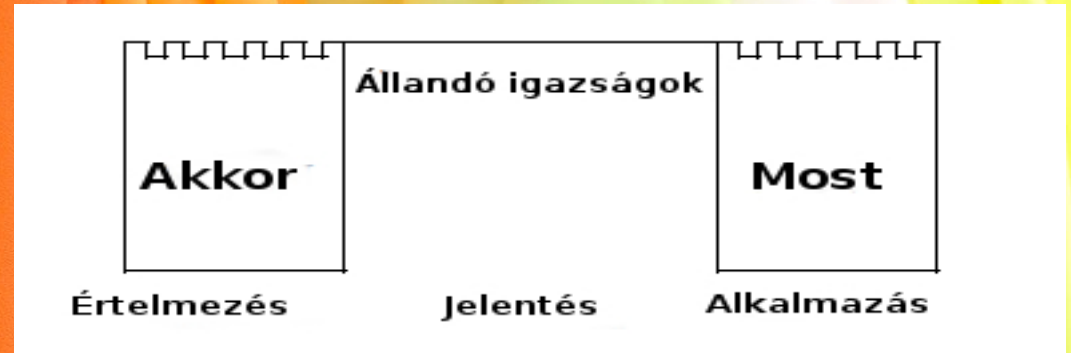 Állandó igazságok
Akkor
Most
Értelmezés
Jelentés
Alkalmazás